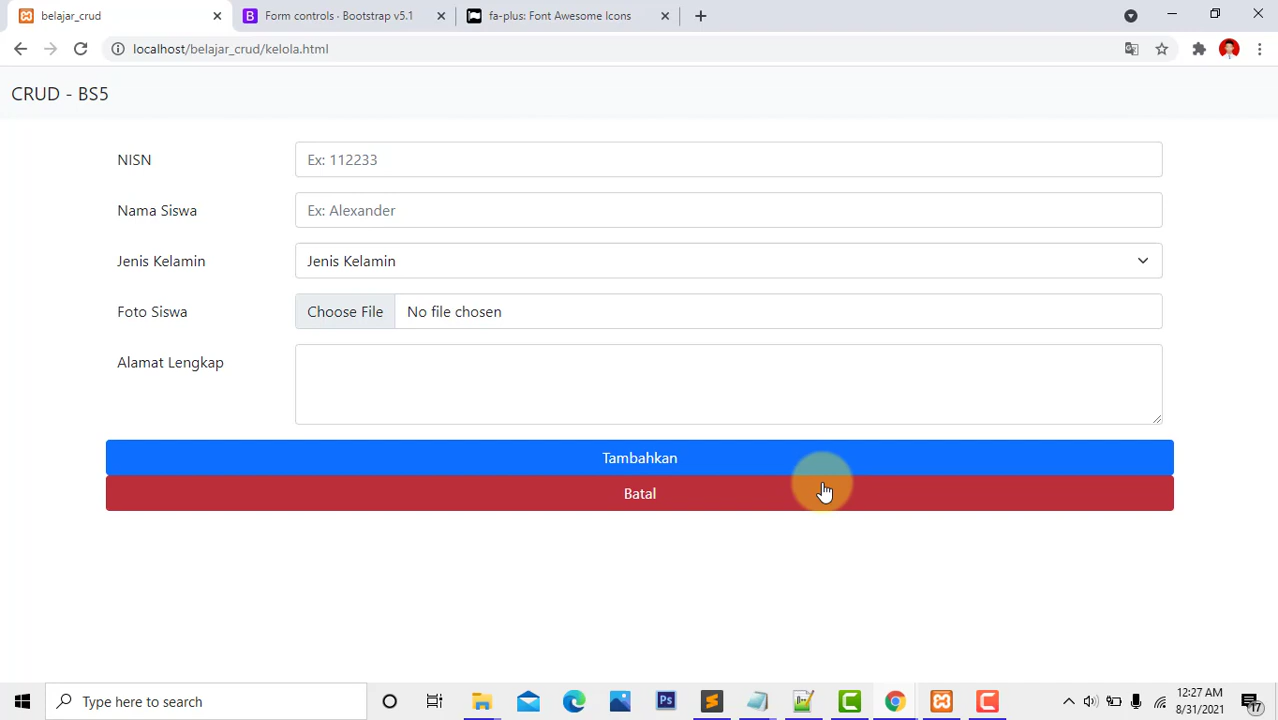 belajar_crud
Form controls · Bootstrap v5.1
fa-plus: Font Awesome Icons
localhost/belajar_crud/kelola.html
CRUD - BS5
NISN
Ex: 112233
Nama Siswa
Ex: Alexander
Jenis Kelamin
Jenis Kelamin
Foto Siswa
Choose File
No file chosen
Alamat Lengkap
Tambahkan
Batal
Type here to search
12:27 AM
8/31/2021
17